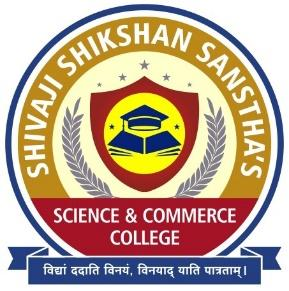 SHIVAJI SHIKSHAN SANSTHA'S
SCIENCE & COMMERCE
COLLEGE
विद्यां ददाति विनयं, विनयाद् याति पात्रताम्।